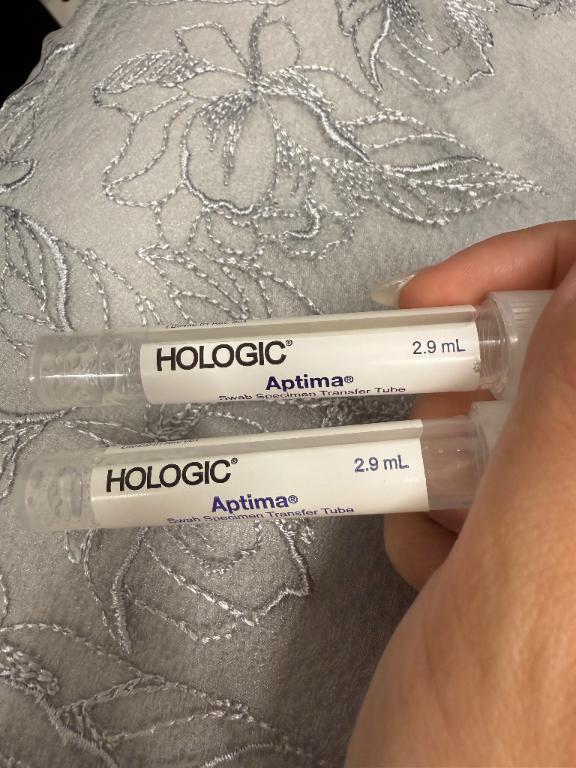 HOLOGIC®
2.9 mL
Aptima®
Swab Specimen Transfer Tube
HOLOGIC®
2.9 mL
Aptima®
Swab Specimen Transfer Tube